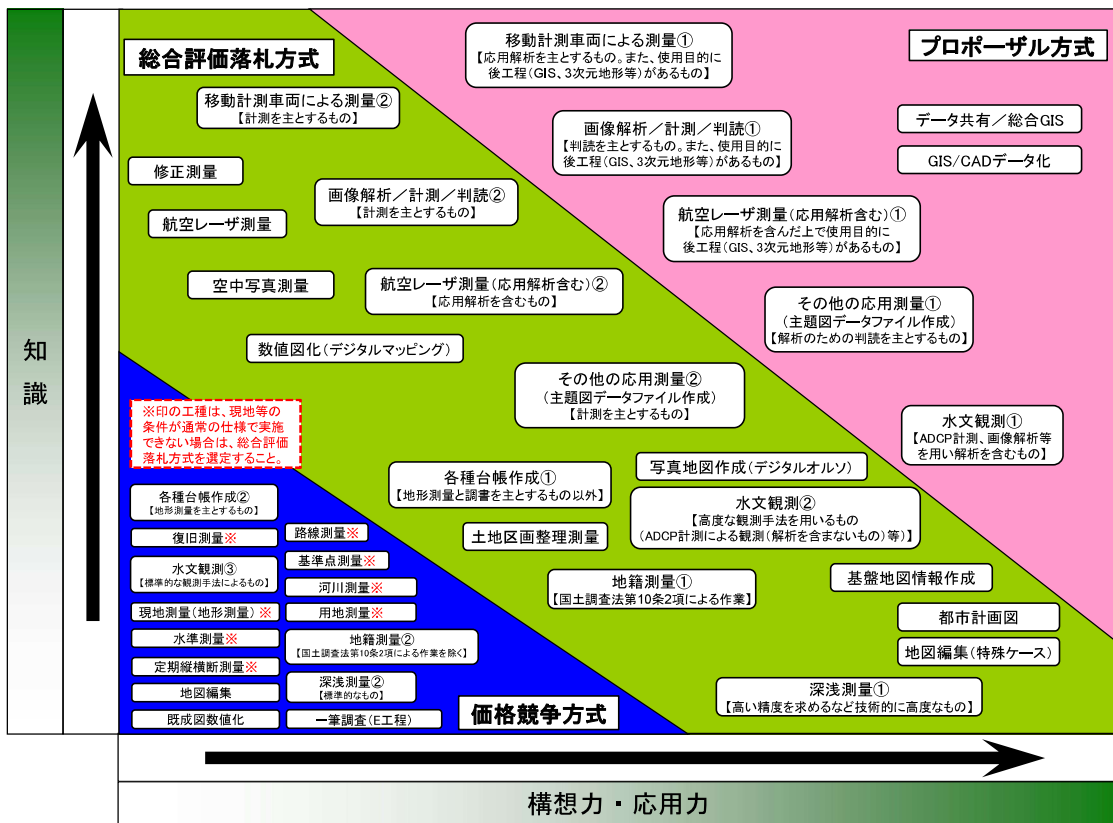 総合評価落札方式
プロポーザル方式
価格競争方式
知識
構想力・応用力
移動計測車両による測量①
【応用解析を主とするもの。また、使用目的に
後工程(GIS、3次元地形等)があるもの】
画像解析／計測／判読①
【判読を主とするもの。また、使用目的に
後工程(GIS、3次元地形等)があるもの】
データ共有／総合GIS
GIS/CADデータ化
航空レーザ測量(応用解析含む)①
【応用解析を含んだ上で使用目的に
後工程(GIS、3次元地形等)があるもの】
その他の応用測量①
(主題図データファイル作成)
【解析のための判読を主とするもの】
水文観測①
【ADCP計測、画像解析等
を用い解析を含むもの】
移動計測車両による測量②
【計測を主とするもの】
修正測量
画像解析／計測／判読②
【計測を主とするもの】
航空レーザ測量
空中写真測量
航空レーザ測量(応用解析含む)②
【応用解析を含むもの】
数値図化(デジタルマッピング)
その他の応用測量②
(主題図データファイル作成)
【計測を主とするもの】
各種台帳作成①
【地形測量と調書を主とするもの以外】
写真地図作成(デジタルオルソ)
水文観測②
【高度な観測手法を用いるもの
(ADCP計測による観測(解析を含まないもの)等)】
土地区画整理測量
地籍測量①
【国土調査法第10条2項による作業】
基盤地図情報作成
都市計画図
地図編集(特殊ケース)
深浅測量①
【高い精度を求めるなど技術的に高度なもの】
※印の工種は、現地等の
条件が通常の仕様で実施
できない場合は、総合評価
落札方式を選定すること。
各種台帳作成②
【地形測量を主とするもの】
復旧測量※
水文観測③
【標準的な観測手法によるもの】
現地測量(地形測量)※
水準測量※
定期縦横断測量※
地図編集
既成図数値化
路線測量※
基準点測量※
河川測量※
用地測量※
地籍測量②
【国土調査法第10条2項による作業を除く】
深浅測量②
【標準的なもの】
一筆調査(E工程)